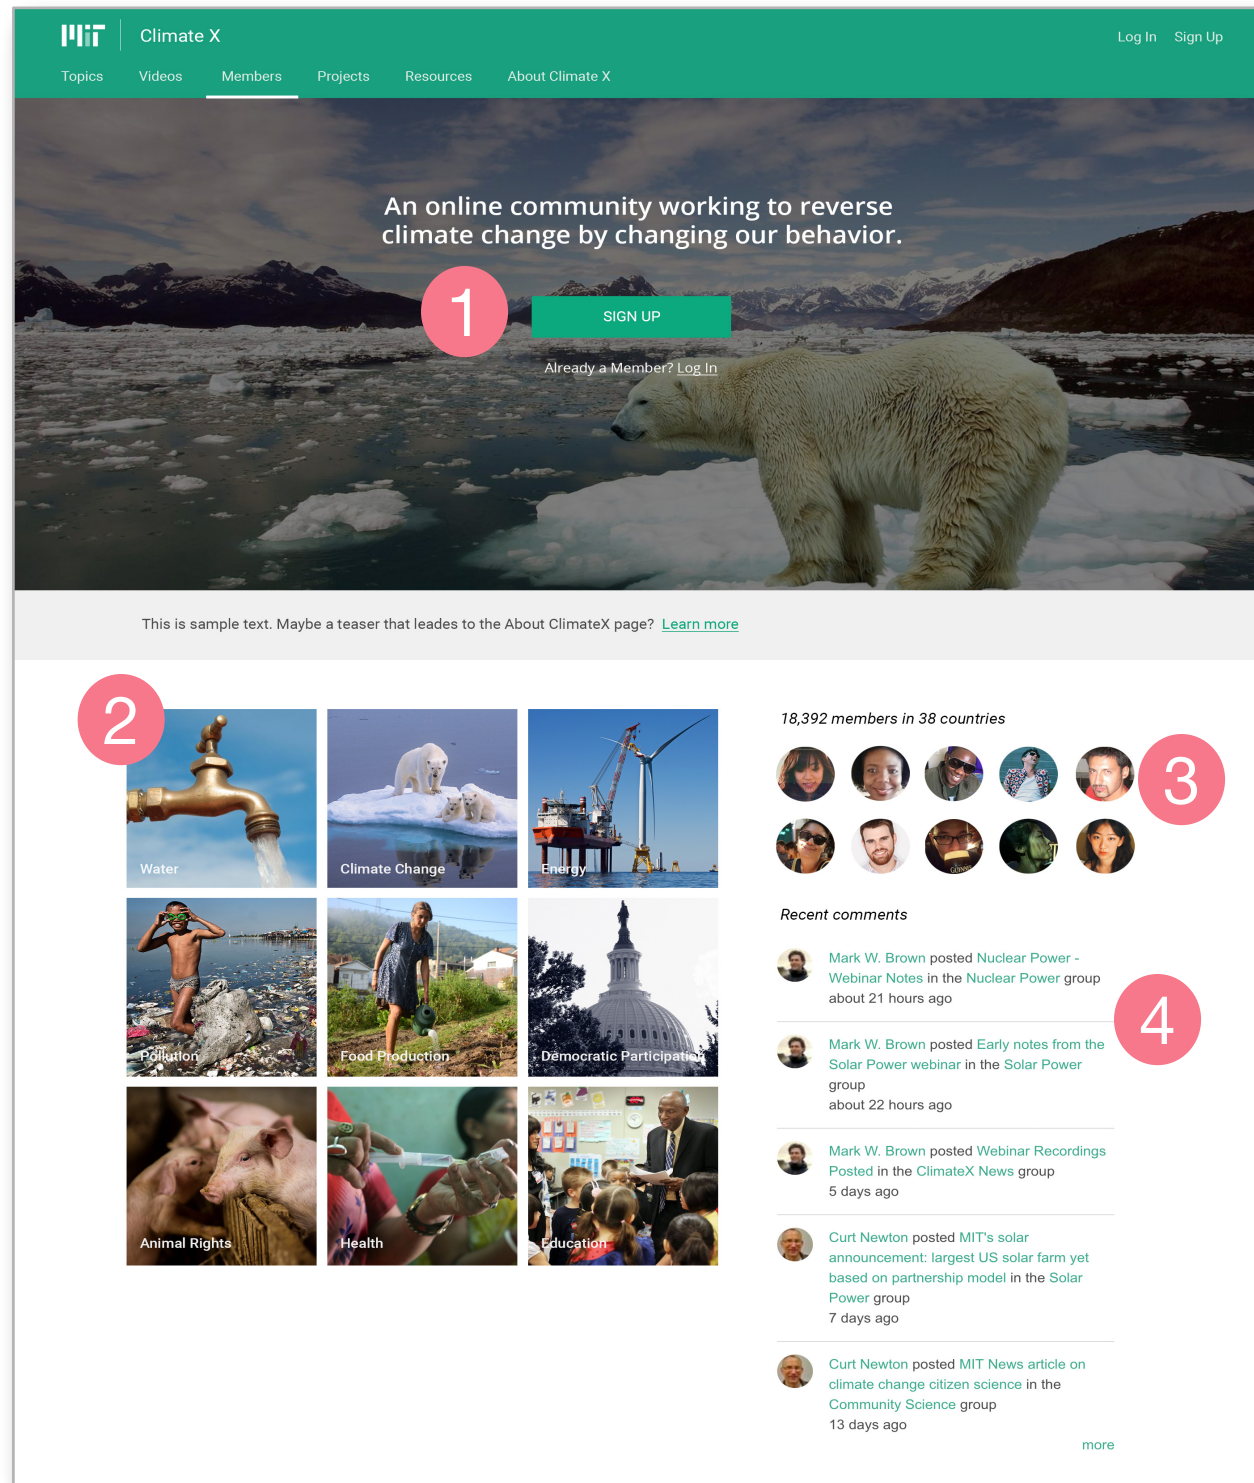 MIT
Climate X
Log In
Sign Up
Topics
Videos
Members
Projects
Resources
About Climate X
An online community working to reverse
climate change by changing our behavior.
1
SIGN UP
Already a Member? Log In
This is sample text. Maybe a teaser that leades to the About ClimateX page? Learn more
2
Water
Climate Change
Energy
Pollution
Food Production
Democratic Participation
Animal Rights
Health
Education
18,392 members in 38 countries
3
GUINNESS
Recent comments
Mark W. Brown posted Nuclear Power -
Webinar Notes in the Nuclear Power group
about 21 hours ago
4
Mark W. Brown posted Early notes from the
Solar Power webinar in the Solar Power
group
about 22 hours ago
Mark W. Brown posted Webinar Recordings
Posted in the ClimateX News group
5 days ago
Curt Newton posted MIT's solar
announcement: largest US solar farm yet
based on partnership model in the Solar
Power group
7 days ago
Curt Newton posted MIT News article on
climate change citizen science in the
Community Science group
13 days ago
more